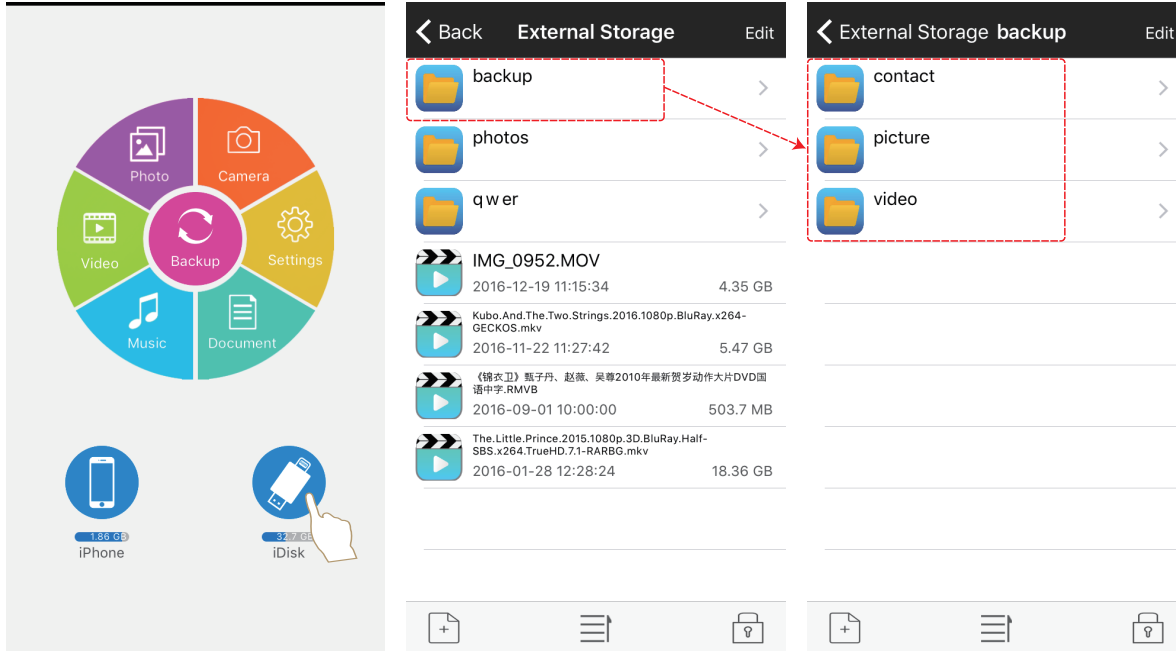 Photo
Camera
Video
Backup
Settings
Music
Document
1.86 GB
32.7 GB
iPhone
iDisk
Back
External Storage
Edit
backup
photos
qwer
IMG_0952.MOV
2016-12-19 11:15:34
4.35 GB
Kubo.And.The.Two.Strings.2016.1080p.BluRay.x264-
GECKOS.mkv
2016-11-22 11:27:42
5.47 GB
《锦衣卫》甄子丹、赵薇、吴尊2010年最新贺岁动作大片DVD国
语中字.RMVB
2016-09-01 10:00:00
503.7 MB
The.Little.Prince.2015.1080p.3D.BluRay.Half-
SBS.x264.TrueHD.7.1-RARBG.mkv
2016-01-28 12:28:24
18.36 GB
External Storage
backup
Edit
contact
picture
video